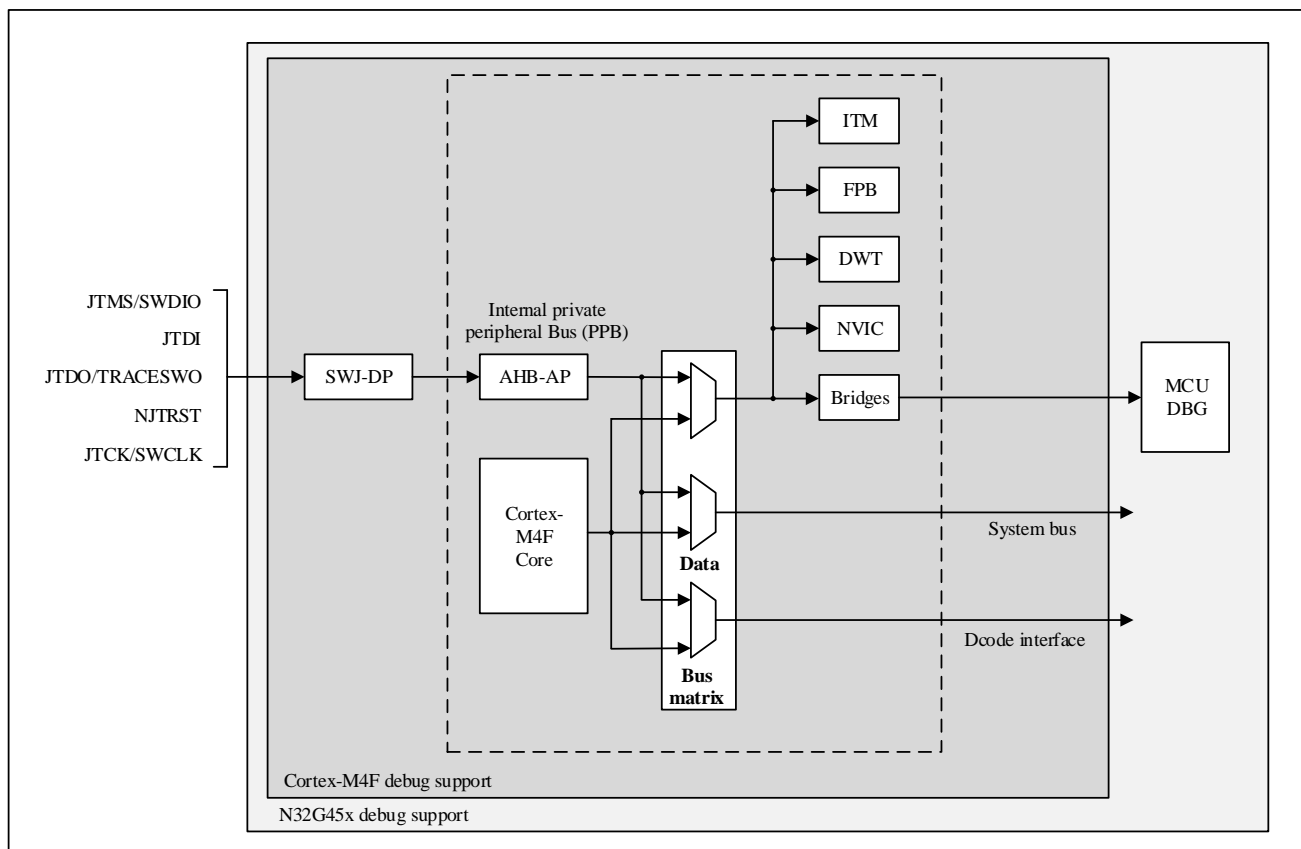 ITM
FPB
DWT
NVIC
Bridges
MCU
DBG
JTMS/SWDIO
JTDI
JTDO/TRACESWO
NJTRST
JTCK/SWCLK
SWJ-DP
Internal private
peripheral Bus (PPB)
AHB-AP
Cortex-
M4F
Core
Data
Bus
matrix
System bus
Dcode interface
Cortex-M4F debug support
N32G45x debug support